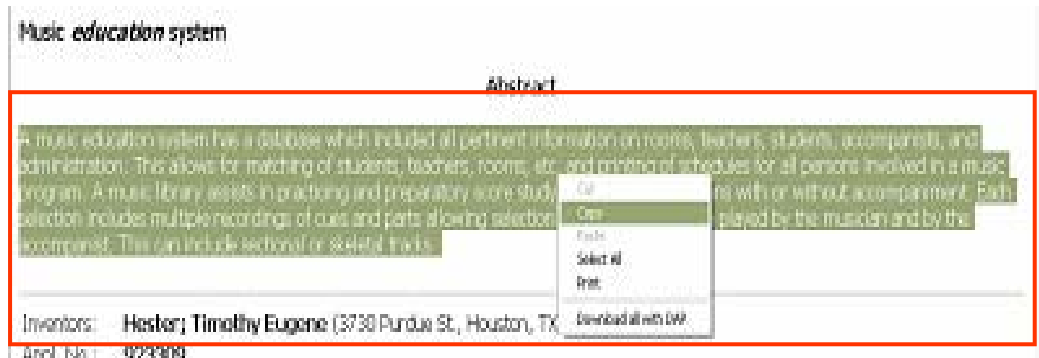 Music education system
Abstract
A music education system has a database which included all pertinent information on rooms, teachers, students, accompanists, and
administration. This allows for matching of students, teachers, rooms, etc. and printing of schedules for all persons involved in a music
program. A music library assists in practicing and preparatory score study ns with or without accompaniment. Each
selection includes multiple recordings of cues and parts allowing selection played by the musician and by the
accompanist. This can include sectional or skeletal tracks.
Cut
Copy
Paste
Select All
Print
Download all with DAP
Inventors: Hester; Timothy Eugene (3730 Purdue St., Houston, TX
Appl. No.: 923309